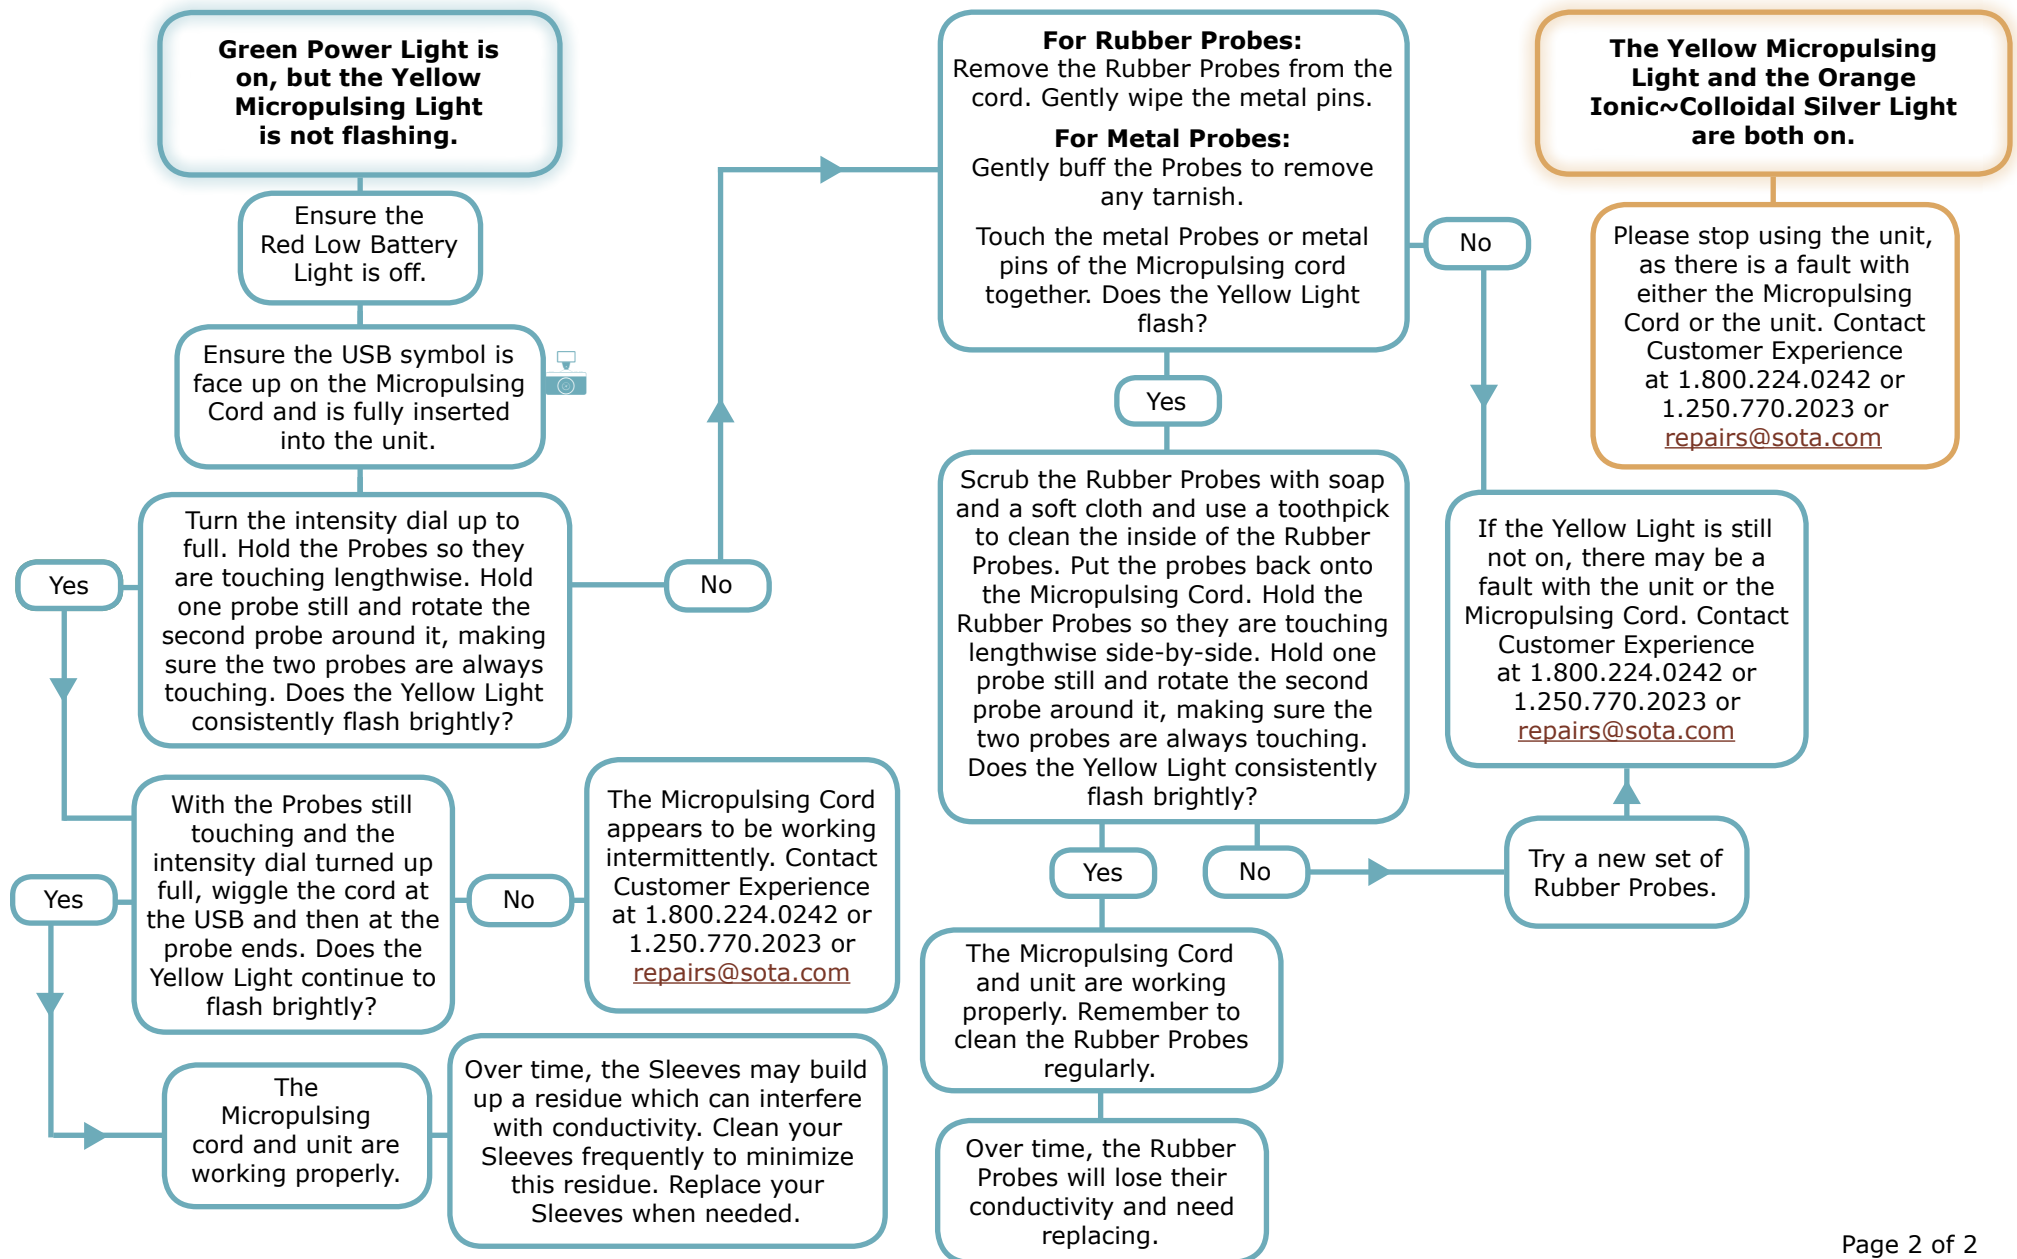 Green Power Light is
on, but the Yellow
Micropulsing Light
is not flashing.
Ensure the
Red Low Battery
Light is off.
Ensure the USB symbol is
face up on the Micropulsing
Cord and is fully inserted
into the unit.
Turn the intensity dial up to
full. Hold the Probes so they
are touching lengthwise. Hold
one probe still and rotate the
second probe around it, making
sure the two probes are always
touching. Does the Yellow Light
consistently flash brightly?
Yes
No
With the Probes still
touching and the
intensity dial turned up
full, wiggle the cord at
the USB and then at the
probe ends. Does the
Yellow Light continue to
flash brightly?
Yes
No
The Micropulsing Cord
appears to be working
intermittently. Contact
Customer Experience
at 1.800.224.0242 or
1.250.770.2023 or
repairs@sota.com
The
Micropulsing
cord and unit are
working properly.
Over time, the Sleeves may build
up a residue which can interfere
with conductivity. Clean your
Sleeves frequently to minimize
this residue. Replace your
Sleeves when needed.
For Rubber Probes:
Remove the Rubber Probes from the
cord. Gently wipe the metal pins.
For Metal Probes:
Gently buff the Probes to remove
any tarnish.
Touch the metal Probes or metal
pins of the Micropulsing cord
together. Does the Yellow Light
flash?
No
Yes
Scrub the Rubber Probes with soap
and a soft cloth and use a toothpick
to clean the inside of the Rubber
Probes. Put the probes back onto
the Micropulsing Cord. Hold the
Rubber Probes so they are touching
lengthwise side-by-side. Hold one
probe still and rotate the second
probe around it, making sure the
two probes are always touching.
Does the Yellow Light consistently
flash brightly?
Yes
No
The Micropulsing Cord
and unit are working
properly. Remember to
clean the Rubber Probes
regularly.
Over time, the Rubber
Probes will lose their
conductivity and need
replacing.
Try a new set of
Rubber Probes.
If the Yellow Light is still
not on, there may be a
fault with the unit or the
Micropulsing Cord. Contact
Customer Experience
at 1.800.224.0242 or
1.250.770.2023 or
repairs@sota.com
The Yellow Micropulsing
Light and the Orange
Ionic~Colloidal Silver Light
are both on.
Please stop using the unit,
as there is a fault with
either the Micropulsing
Cord or the unit. Contact
Customer Experience
at 1.800.224.0242 or
1.250.770.2023 or
repairs@sota.com
Page 2 of 2